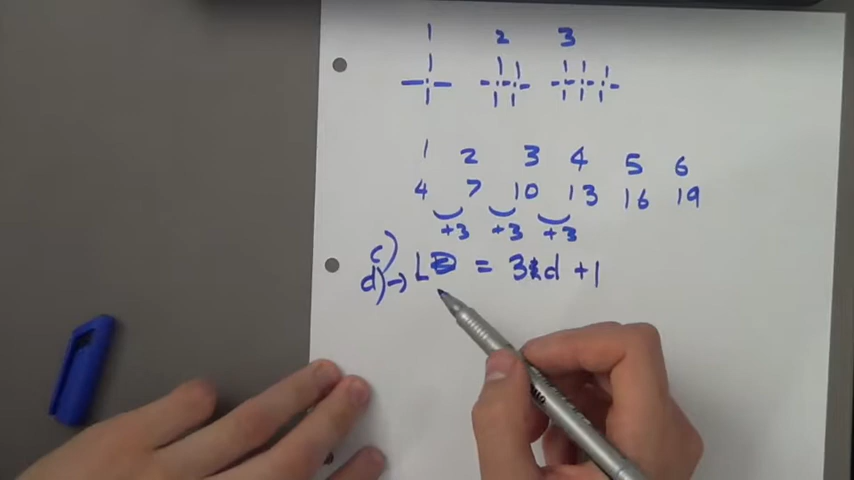 1 2 3
1 2 3 4 5 6
4 7 10 13 16 19
+3 +3 +3
c)
d) → L = 3d + 1